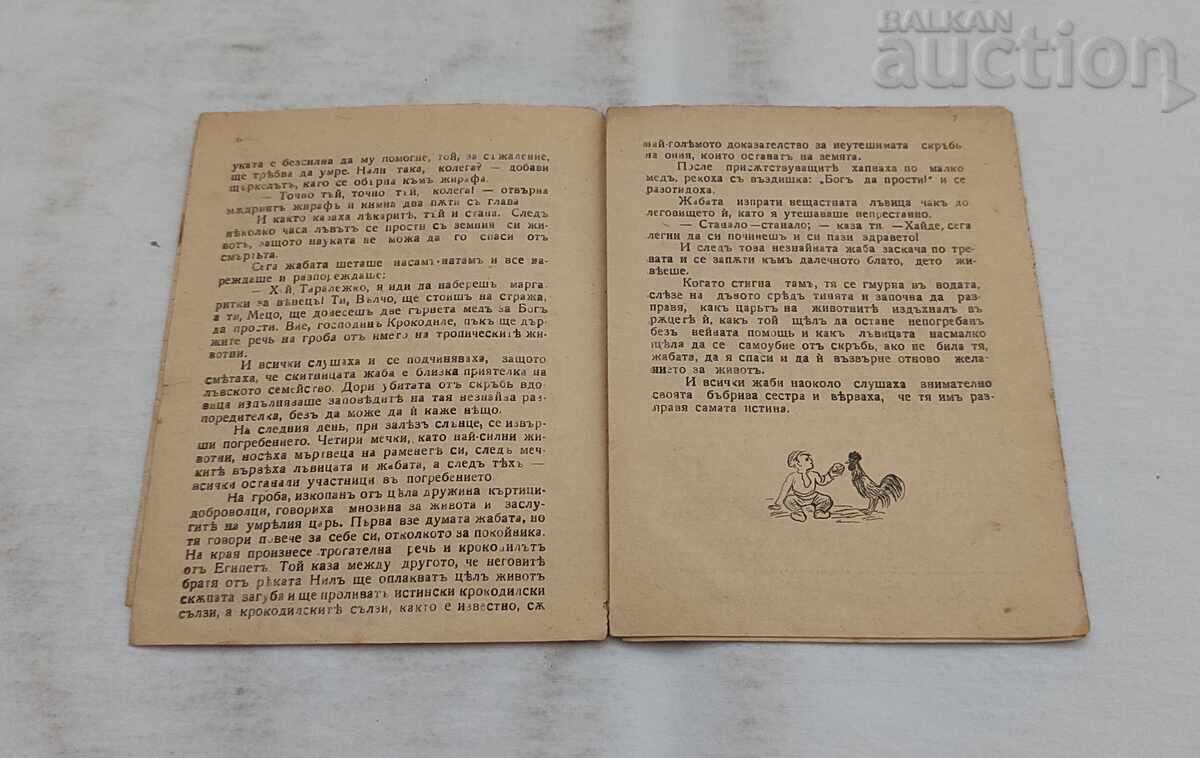 BALKAN
auction
6
уката е безсилна да му помогне, той, за съжаление,
ще трѣбва да умре. Нали така, колега? — добави
щъркелътъ, като се обърна къмъ жирафа.
— Точно тъй, точно тъй, колега! — отвърна
мѫдриятъ жирафъ и кимна два пѫти съ глава
И както казаха лѣкаритѣ, тъй и стана. Следъ
нѣколко часа лъвътъ се прости съ земния си жи-
вотъ, защото науката не можа да го спаси отъ
смъртьта.
Сега жабата шеташе насамъ-натамъ и все на-
реждаше и разпореждаше:
— Хей, Таралежко, я иди да наберешъ марга-
ритки за вѣнецъ! Ти, Вълчо, ще стоишъ на стража,
а ти, Мецо, ще донесешъ две гърнета медъ за Богъ
да прости. Вие, господинъ Крокодиле, пъкъ ще дър-
жите речь на гроба отъ името на тропическитѣ жи-
вотни.
И всички слушаха и се подчиняваха, защото
смѣтаха, че скитницата жаба е близка приятелка на
лъвското семейство. Дори убитата отъ скръбь вдо-
вица изпълняваше заповѣдитѣ на тая незнайна раз-
поредителка, безъ да може да ѝ каже нѣщо.
На следния день, при залѣзъ слънце, се извър-
ши погребението. Четири мечки, като най-силни жи-
вотни, носѣха мъртвеца на раменетѣ си, следъ меч-
китѣ вървѣха лъвицата и жабата, а следъ тѣхъ —
всички останали участници въ погребението
На гроба, изкопанъ отъ цѣла дружина къртици-
доброволци, говориха мнозина за живота и заслу-
гитѣ на умрѣлия царь. Първа взе думата жабата, но
тя говори повече за себе си, отколкото за покойника.
На края произнесе трогателна речь и крокодилътъ
отъ Египетъ. Той каза между другото, че неговитѣ
братя отъ рѣката Нилъ ще оплакватъ цѣлъ животъ
скѫпата загуба и ще проливатъ истински крокодилски
сълзи, а крокодилскитѣ сълзи, както е известно, сѫ
7
най-голѣмото доказателство за неутешимата скръбь
на ония, които оставатъ на земята.
После присѫтствуващитѣ хапваха по малко
медъ, рекоха съ въздишка: „Богъ да прости!“ и се
разотидоха.
Жабата изпрати нещастната лъвица чакъ до
леговището ѝ, като я утешаваше непрестанно.
— Станало—станало; — каза тя. —Хайде, сега
легни да си починешъ и си пази здравето!
И следъ това незнайната жаба заскача по тре-
вата и се запѫти къмъ далечното блато, дето жи-
вѣеше.
Когато стигна тамъ, тя се гмурна въ водата,
слѣзе на дъното срѣдъ тинята и започва да раз-
правя, какъ царьтъ на животнитѣ издъхналъ въ
рѫцетѣ ѝ, какъ той щѣлъ да остане непогребанъ
безъ нейната помощь и какъ лъвицата насмалко
щѣла да се самоубие отъ скръбь, ако не била тя,
жабата, да я спаси и да ѝ възвърне отново жела-
нието за животъ.
И всички жаби наоколо слушаха внимателно
своята бъбрива сестра и вѣрваха, че тя имъ раз-
правя самата истина.